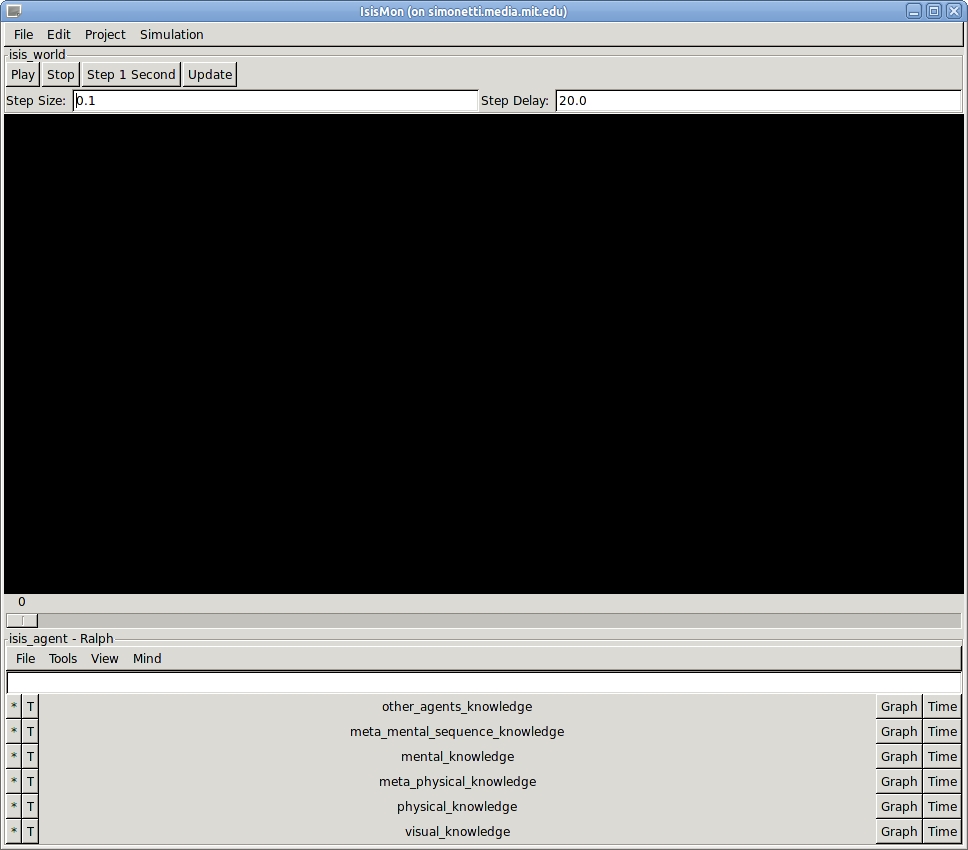 IsisMon (on simonetti.media.mit.edu)
File Edit Project Simulation
isis_world
Play Stop Step 1 Second Update
Step Size: 0.1 Step Delay: 20.0
0
isis_agent - Ralph
File Tools View Mind
* T other_agents_knowledge Graph Time
* T meta_mental_sequence_knowledge Graph Time
* T mental_knowledge Graph Time
* T meta_physical_knowledge Graph Time
* T physical_knowledge Graph Time
* T visual_knowledge Graph Time